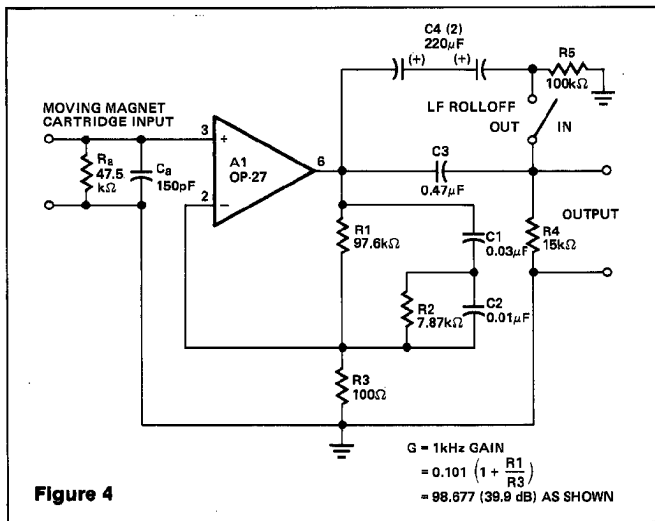 C4 (2)
220µF
(+) (+)
R5
100kΩ
LF ROLLOFF
OUT IN
MOVING MAGNET
CARTRIDGE INPUT
3
+
Ra
47.5
kΩ
Ca
150pF
A1
OP-27
6
2
−
C3
0.47µF
R1
97.6kΩ
C1
0.03µF
R2
7.87kΩ
C2
0.01µF
R4
15kΩ
OUTPUT
R3
100Ω
G = 1kHz GAIN
= 0.101 (1 + R1/R3)
= 98.677 (39.9 dB) AS SHOWN
Figure 4